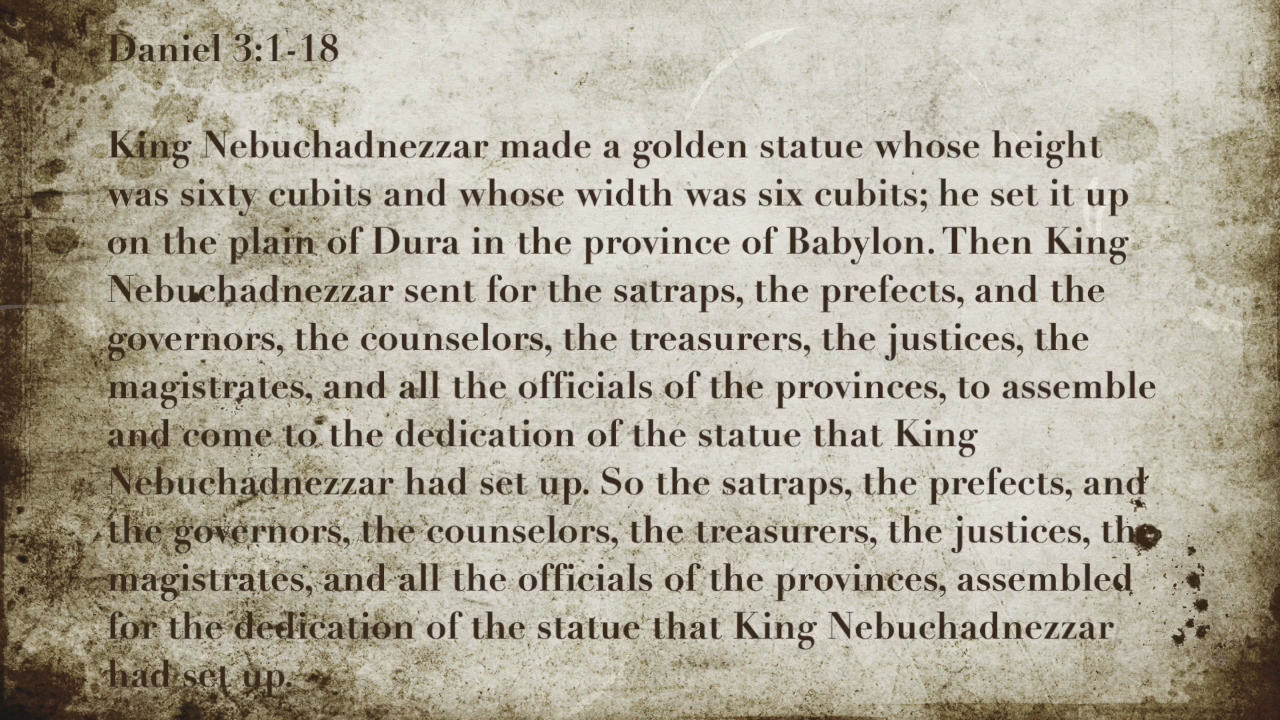 Daniel 3:1-18
King Nebuchadnezzar made a golden statue whose height
was sixty cubits and whose width was six cubits; he set it up
on the plain of Dura in the province of Babylon. Then King
Nebuchadnezzar sent for the satraps, the prefects, and the
governors, the counselors, the treasurers, the justices, the
magistrates, and all the officials of the provinces, to assemble
and come to the dedication of the statue that King
Nebuchadnezzar had set up. So the satraps, the prefects, and
the governors, the counselors, the treasurers, the justices, the
magistrates, and all the officials of the provinces, assembled
for the dedication of the statue that King Nebuchadnezzar
had set up.